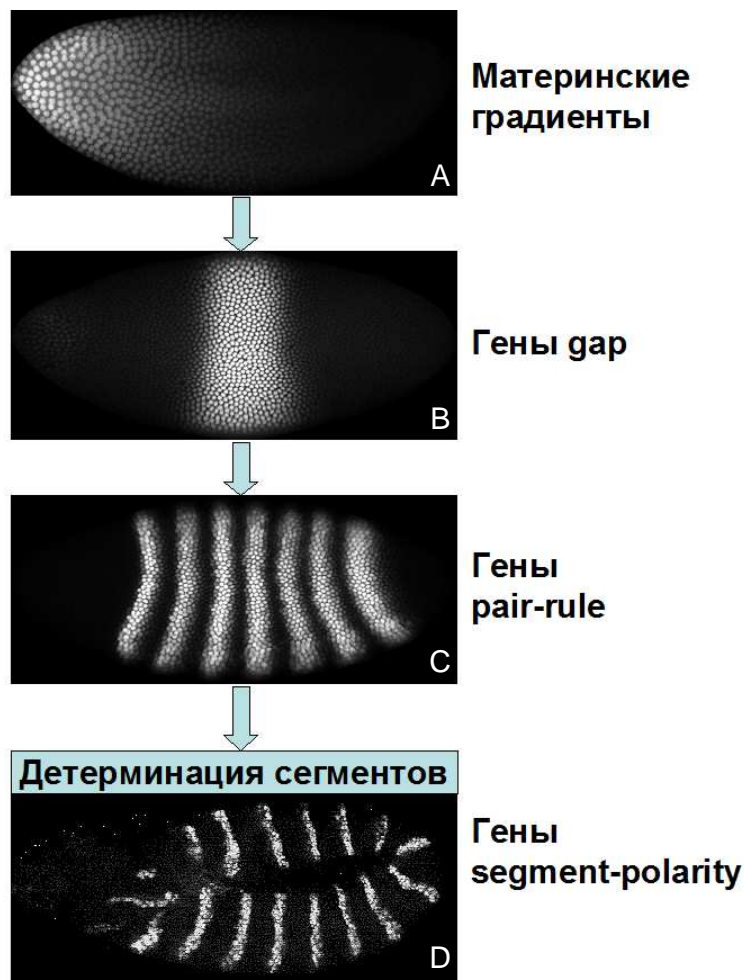 Материнские
градиенты
A
Гены gap
B
Гены
pair-rule
C
Детерминация сегментов
Гены
segment-polarity
D